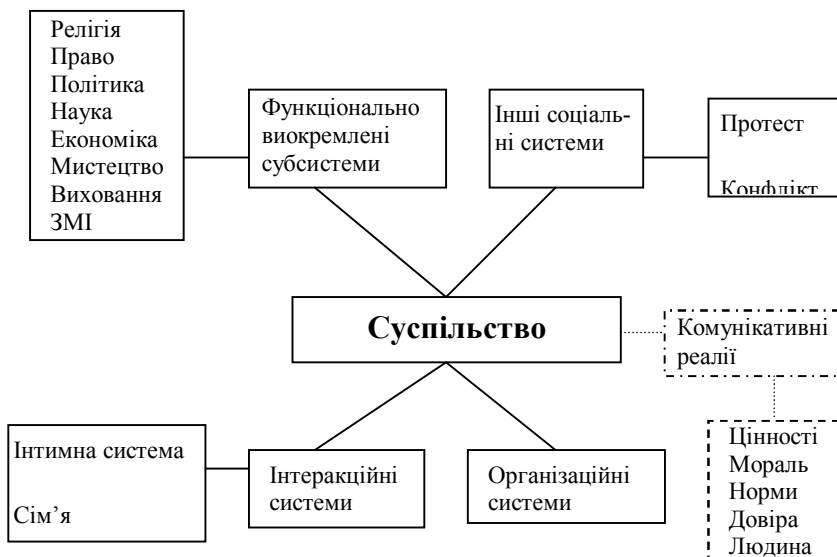 Релігія
Право
Політика
Наука
Економіка
Мистецтво
Виховання
ЗМІ
Функціонально
виокремлені
субсистеми
Інші соціаль-
ні системи
Протест
Конфлікт
Суспільство
Комунікативні
реалії
Інтимна система
Сім’я
Інтеракційні
системи
Організаційні
системи
Цінності
Мораль
Норми
Довіра
Людина